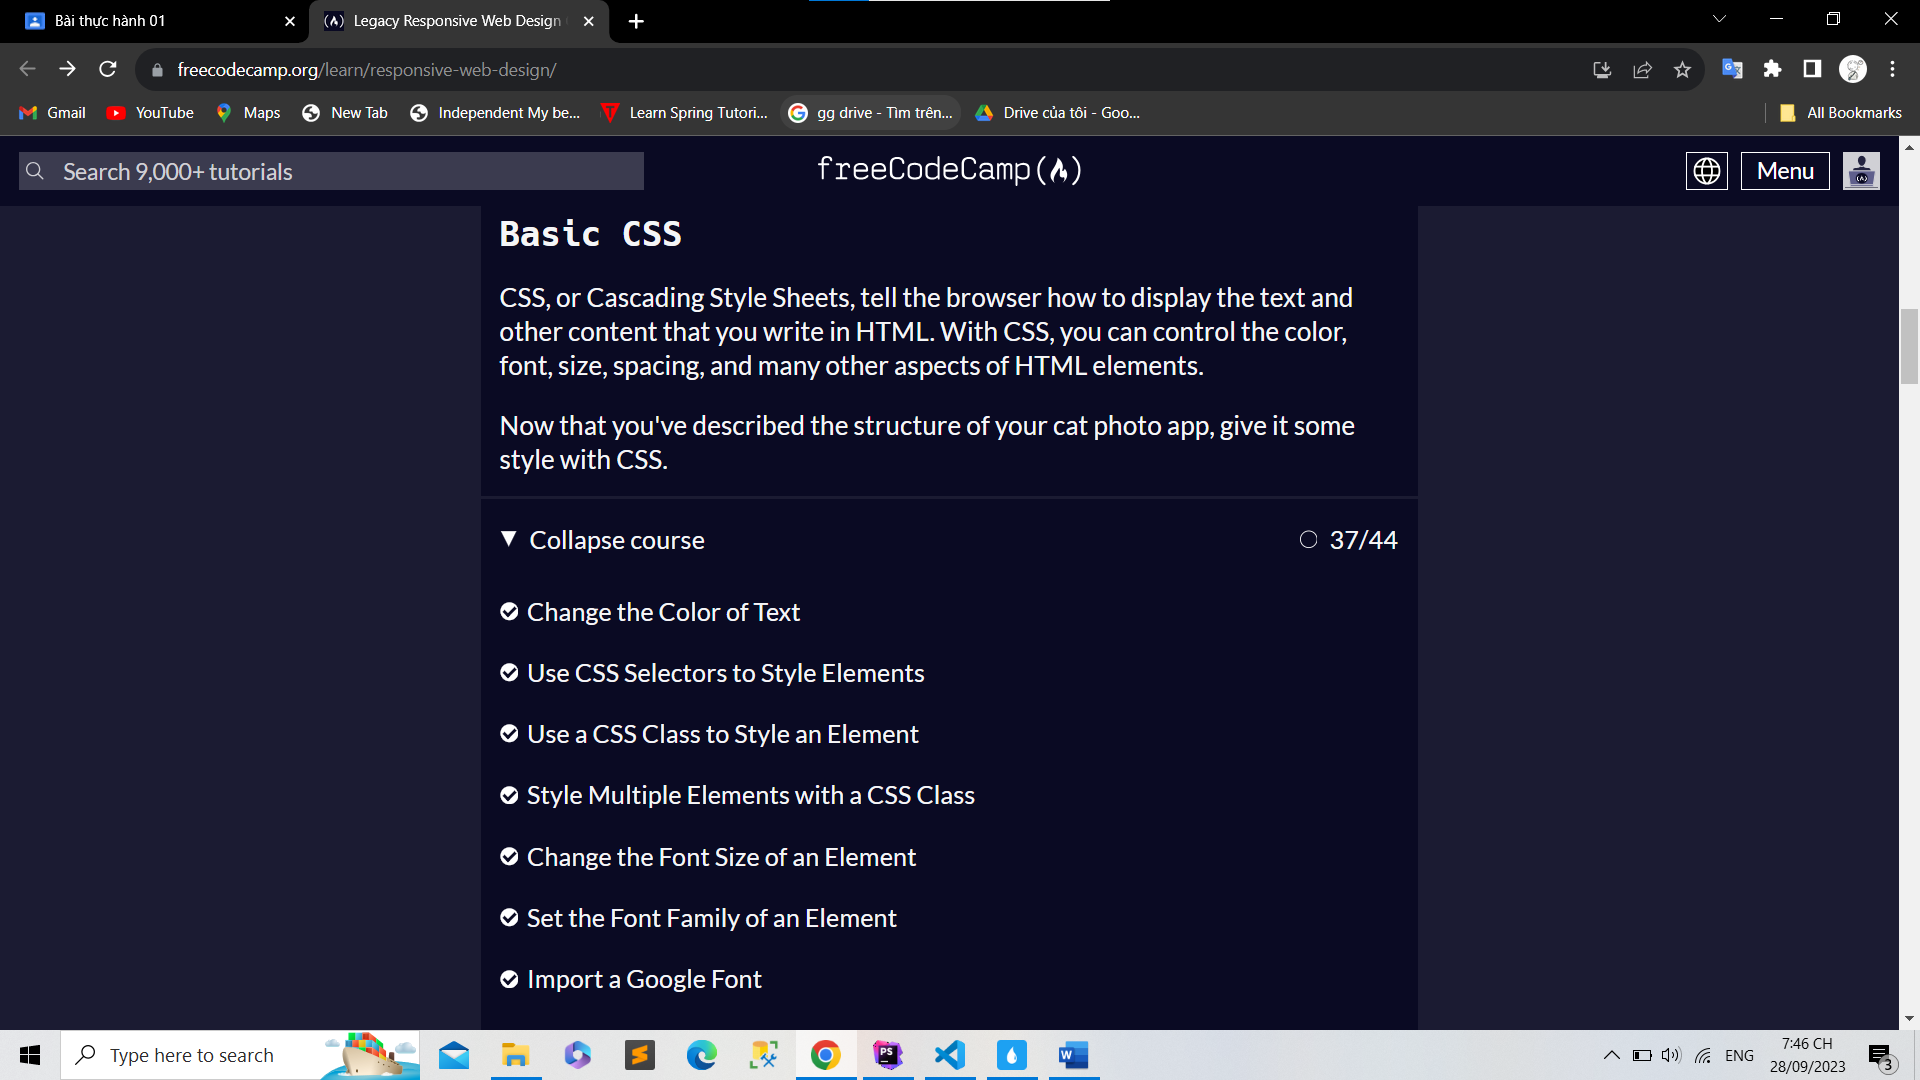 Bài thực hành 01
Legacy Responsive Web Design
freecodecamp.org/learn/responsive-web-design/
Gmail
YouTube
Maps
New Tab
Independent My be...
Learn Spring Tutori...
gg drive - Tìm trên...
Drive của tôi - Goo...
All Bookmarks
Search 9,000+ tutorials
freeCodeCamp
Menu
Basic CSS
CSS, or Cascading Style Sheets, tell the browser how to display the text and
other content that you write in HTML. With CSS, you can control the color,
font, size, spacing, and many other aspects of HTML elements.
Now that you've described the structure of your cat photo app, give it some
style with CSS.
Collapse course
37/44
Change the Color of Text
Use CSS Selectors to Style Elements
Use a CSS Class to Style an Element
Style Multiple Elements with a CSS Class
Change the Font Size of an Element
Set the Font Family of an Element
Import a Google Font
Type here to search
PS
W
ENG
7:46 CH
28/09/2023
3